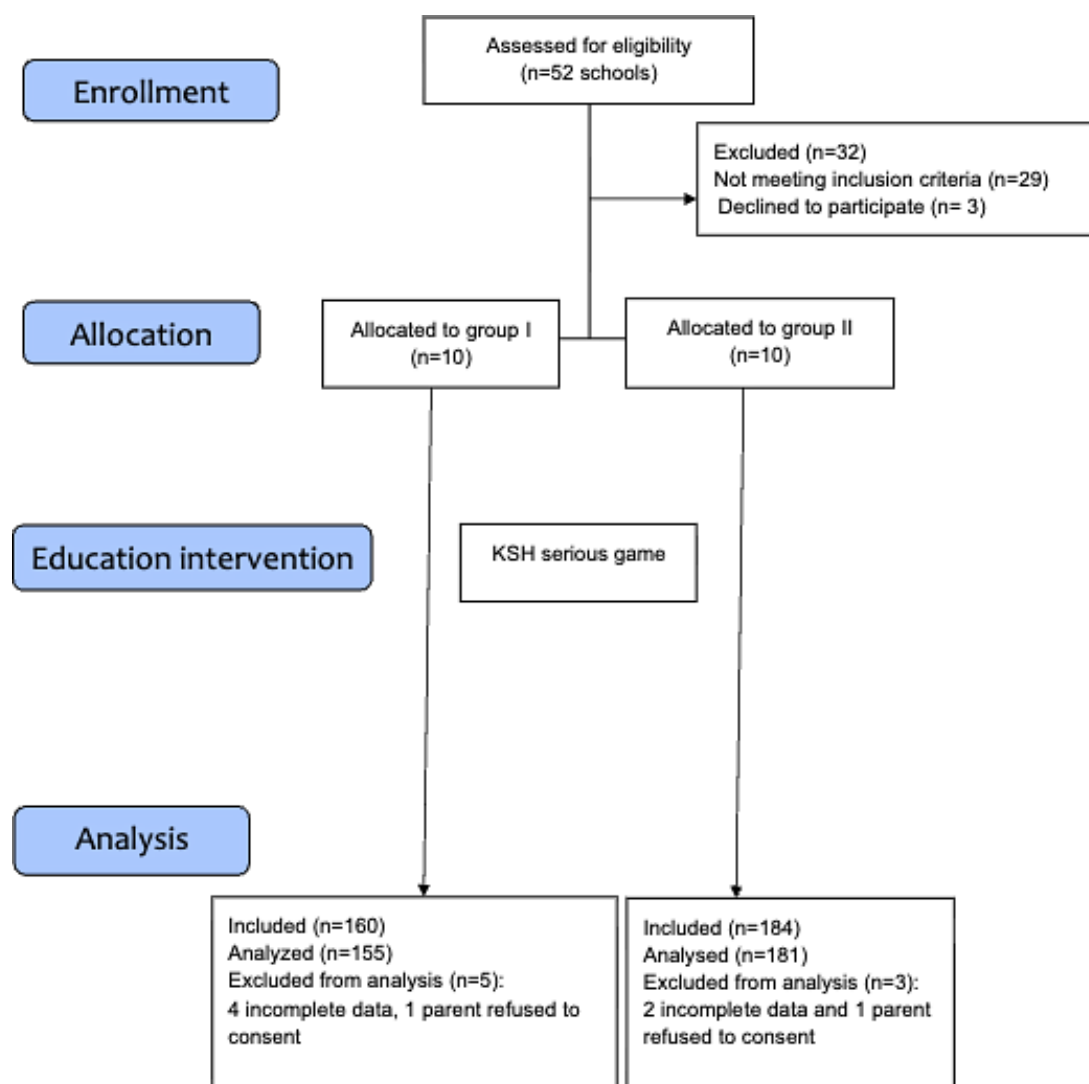 Assessed for eligibility
(n=52 schools)
Enrollment
Excluded (n=32)
Not meeting inclusion criteria (n=29)
Declined to participate (n= 3)
Allocation
Allocated to group I
(n=10)
Allocated to group II
(n=10)
Education intervention
KSH serious game
Analysis
Included (n=160)
Analyzed (n=155)
Excluded from analysis (n=5):
4 incomplete data, 1 parent refused to
consent
Included (n=184)
Analysed (n=181)
Excluded from analysis (n=3):
2 incomplete data and 1 parent
refused to consent